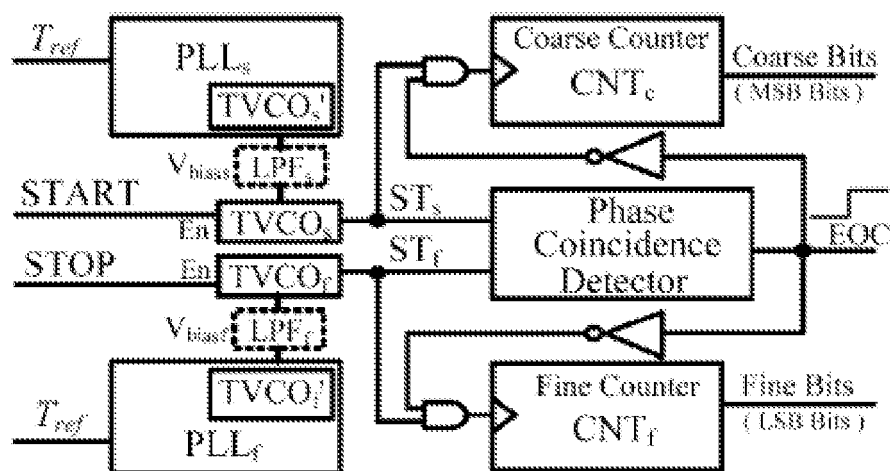 T_ref
PLL_s
TVCO_s'
V_biass
LPF_s
START
En
TVCO_s
ST_s
STOP
En
TVCO_f
ST_f
V_biasf
LPF_f
TVCO_f'
T_ref
PLL_f
Coarse Counter
CNT_c
Coarse Bits
( MSB Bits )
Phase
Coincidence
Detector
EOC
Fine Counter
CNT_f
Fine Bits
( LSB Bits )